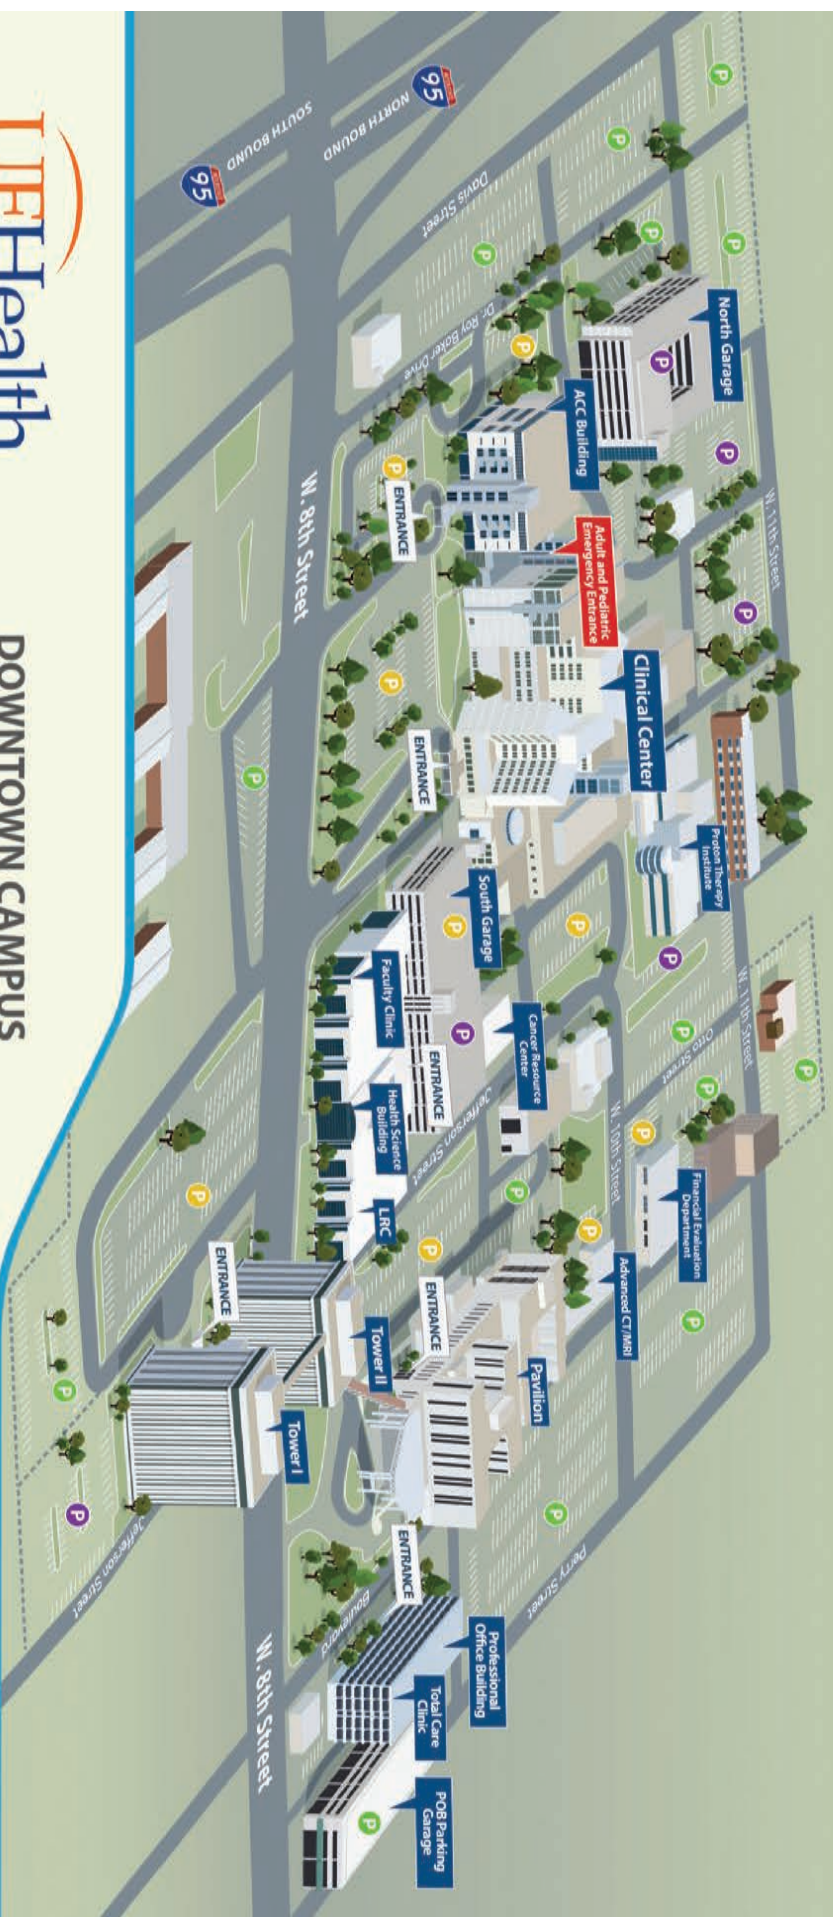 UFHealth
DOWNTOWN CAMPUS
95
NORTH BOUND
SOUTH BOUND
95
Davis Street
Dr. Roy Baker Drive
W. 8th Street
W. 11th Street
P
P
P
P
P
P
P
P
P
P
P
P
North Garage
ACC Building
ENTRANCE
Adult and Pediatric
Emergency Entrance
Clinical Center
ENTRANCE
Proton Therapy
Institute
South Garage
P
P
P
P
Faculty Clinic
Cancer Resource
Center
W. 11th Street
Otto Street
P
P
P
P
ENTRANCE
Health Science
Building
Jefferson Street
W. 10th Street
LRC
P
P
P
P
P
Financial Evaluation
Department
Advanced CT/MRI
ENTRANCE
ENTRANCE
Tower II
Tower I
Pavilion
P
P
P
P
Jefferson Street
Perry Street
ENTRANCE
Boulevard
W. 8th Street
Professional
Office Building
Total Care
Clinic
POB Parking
Garage
P